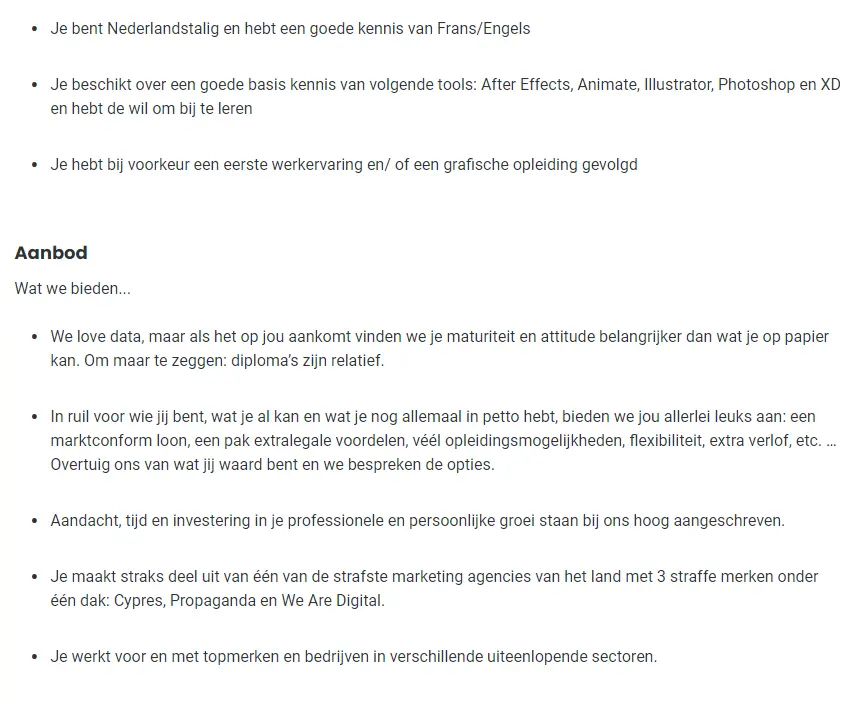 • Je bent Nederlandstalig en hebt een goede kennis van Frans/Engels
• Je beschikt over een goede basis kennis van volgende tools: After Effects, Animate, Illustrator, Photoshop en XD
en hebt de wil om bij te leren
• Je hebt bij voorkeur een eerste werkervaring en/ of een grafische opleiding gevolgd
Aanbod
Wat we bieden...
• We love data, maar als het op jou aankomt vinden we je maturiteit en attitude belangrijker dan wat je op papier
kan. Om maar te zeggen: diploma’s zijn relatief.
• In ruil voor wie jij bent, wat je al kan en wat je nog allemaal in petto hebt, bieden we jou allerlei leuks aan: een
marktconform loon, een pak extralegale voordelen, véél opleidingsmogelijkheden, flexibiliteit, extra verlof, etc. …
Overtuig ons van wat jij waard bent en we bespreken de opties.
• Aandacht, tijd en investering in je professionele en persoonlijke groei staan bij ons hoog aangeschreven.
• Je maakt straks deel uit van één van de strafste marketing agencies van het land met 3 straffe merken onder
één dak: Cypres, Propaganda en We Are Digital.
• Je werkt voor en met topmerken en bedrijven in verschillende uiteenlopende sectoren.